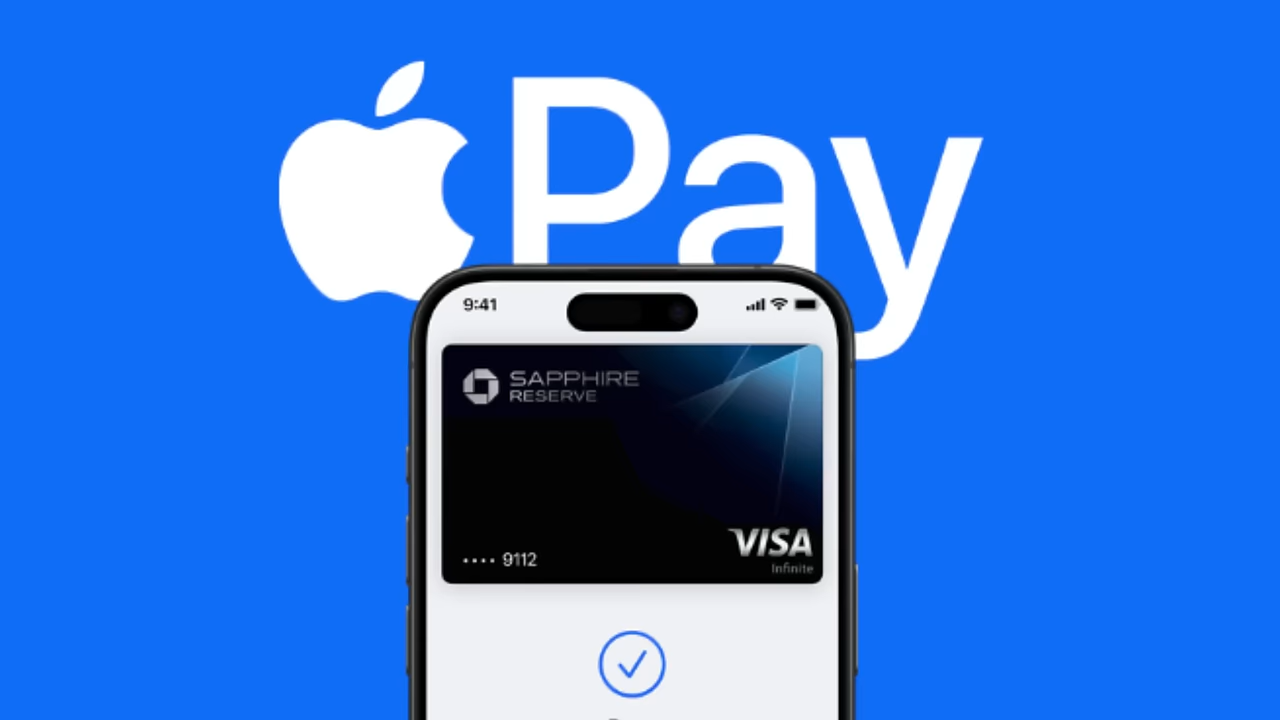 Pay
9:41
SAPPHIRE
RESERVE
VISA
Infinite
•••• 9112